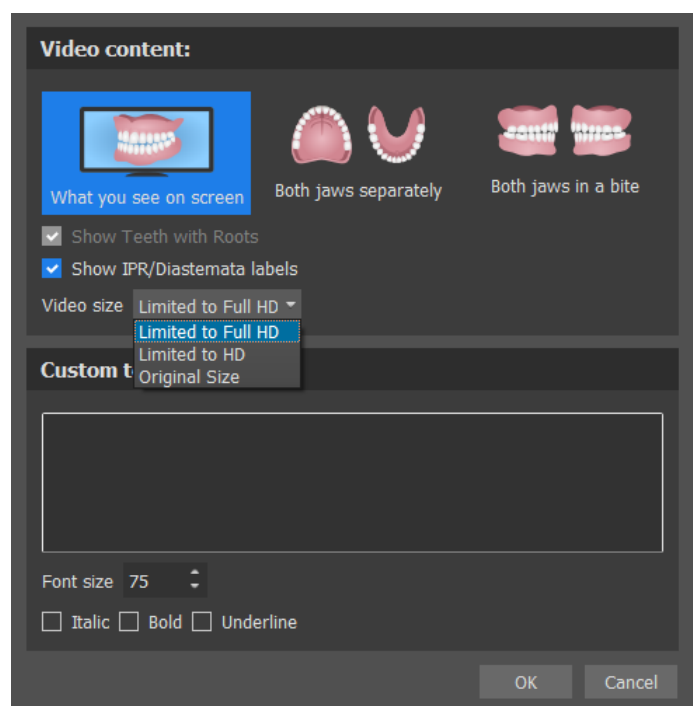 Video content:
What you see on screen
Both jaws separately
Both jaws in a bite
Show Teeth with Roots
Show IPR/Diastemata labels
Video size Limited to Full HD
Limited to Full HD
Limited to HD
Original Size
Custom t
Font size 75
Italic Bold Underline
OK Cancel